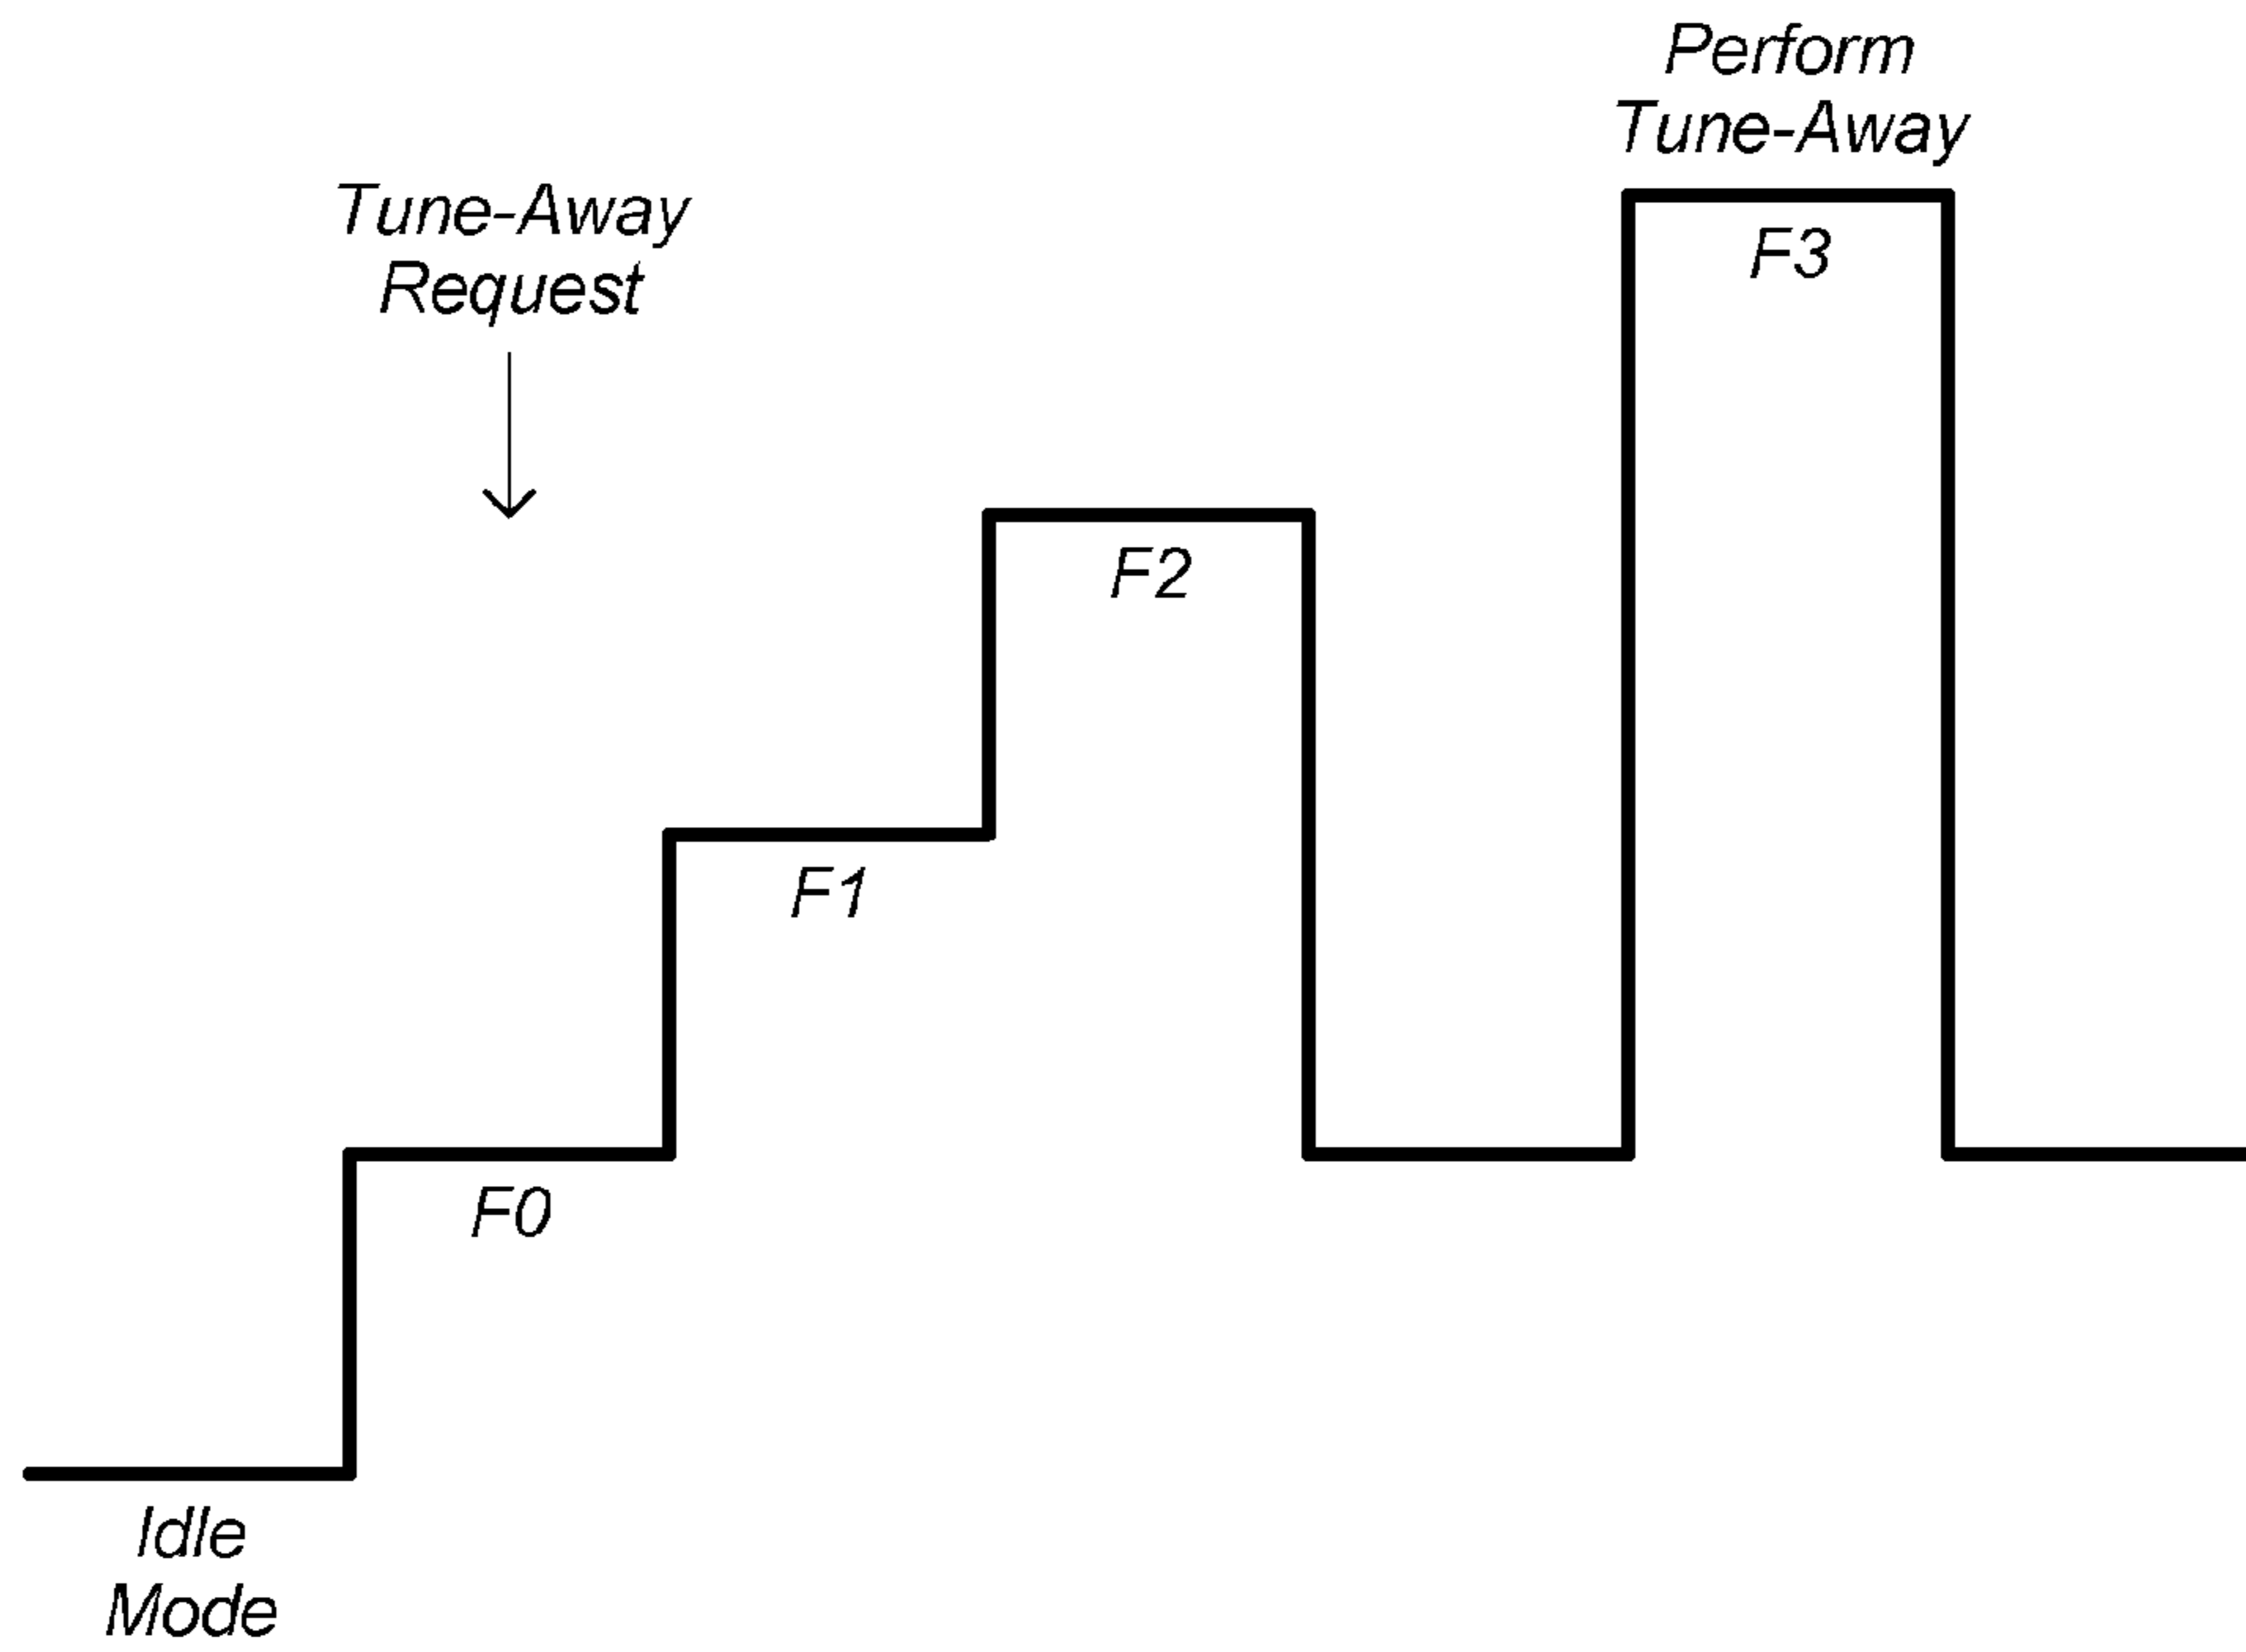 Perform
Tune-Away
F3
Tune-Away
Request
F2
F1
F0
Idle
Mode